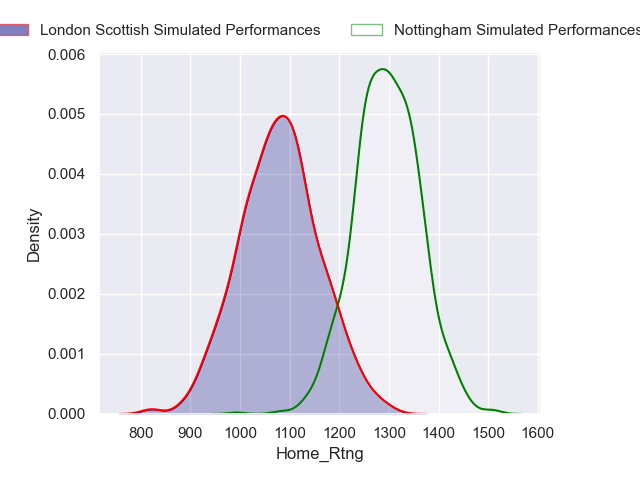 London Scottish Simulated Performances
Nottingham Simulated Performances
0.006
0.005
0.004
0.003
0.002
0.001
0.000
Density
800 900 1000 1100 1200 1300 1400 1500 1600
Home_Rtng